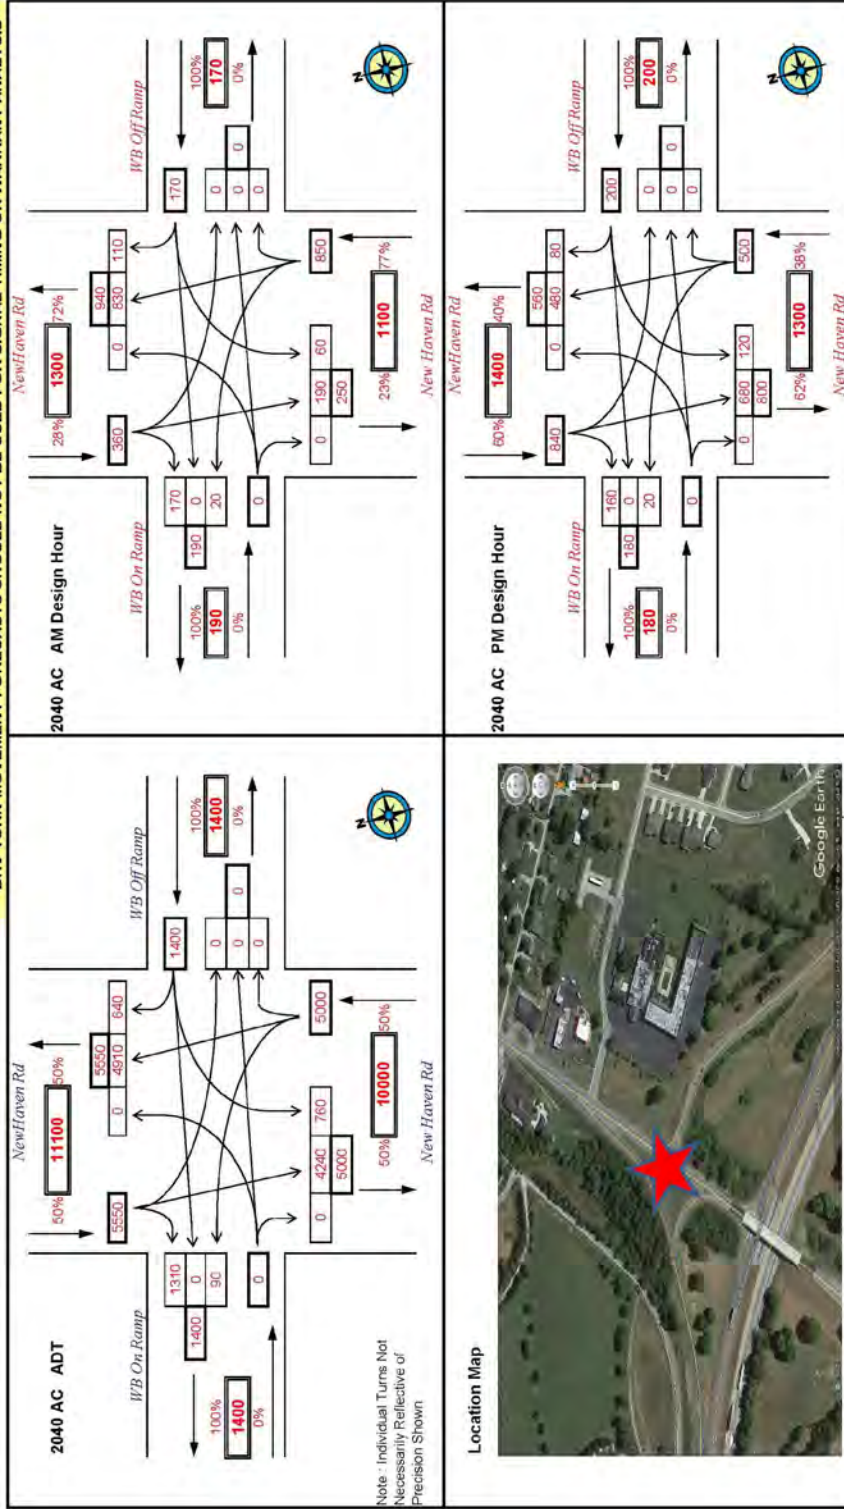 2040 AC ADT
NewHaven Rd
50% 11100 50%
5550
5550
0 4910 640
WB On Ramp
WB Off Ramp
1310
0
90
1400
100%
1400
0%
0
1400
100%
1400
0%
0
0
0
0
5000
0 4240 760
5000
50% 10000 50%
New Haven Rd
N
Note : Individual Turns Not
Necessarily Reflective of
Precision Shown
2040 AC AM Design Hour
NewHaven Rd
28% 1300 72%
360
940
0 830 110
WB On Ramp
WB Off Ramp
170
0
20
190
100%
190
0%
0
170
100%
170
0%
0
0
0
0
850
0 190 60
250
23% 1100 77%
New Haven Rd
N
Location Map
Google Earth
2040 AC PM Design Hour
NewHaven Rd
60% 1400 40%
840
560
0 480 80
WB On Ramp
WB Off Ramp
160
0
20
180
100%
180
0%
0
200
100%
200
0%
0
0
0
0
500
0 680 120
800
62% 1300 38%
New Haven Rd
N